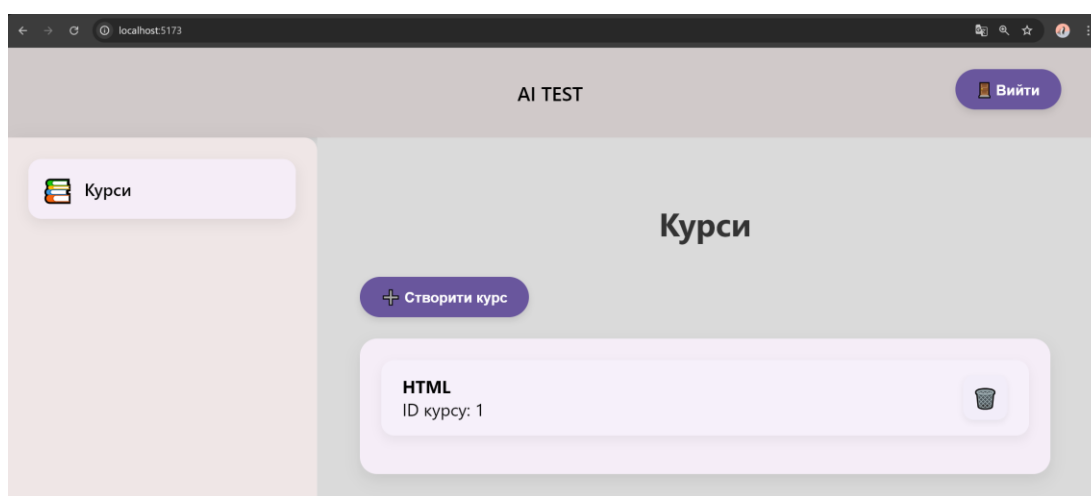 localhost:5173
AI TEST
Вийти
Курси
Курси
Створити курс
HTML
ID курсу: 1